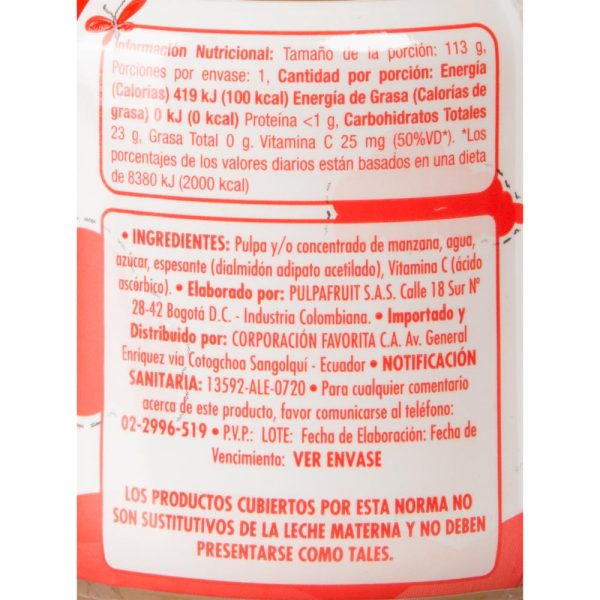 Información Nutricional: Tamaño de la porción: 113 g,
Porciones por envase: 1, Cantidad por porción: Energía
(Calorías) 419 kJ (100 kcal) Energía de Grasa (Calorías de
grasa) 0 kJ (0 kcal) Proteína <1 g, Carbohidratos Totales
23 g, Grasa Total 0 g. Vitamina C 25 mg (50%VD*). *Los
porcentajes de los valores diarios están basados en una dieta
de 8380 kJ (2000 kcal)
• INGREDIENTES: Pulpa y/o concentrado de manzana, agua,
azúcar, espesante (dialmidón adipato acetilado), Vitamina C (ácido
ascórbico). • Elaborado por: PULPAFRUIT S.A.S. Calle 18 Sur Nº
28-42 Bogotá D.C. - Industria Colombiana. • Importado y
Distribuido por: CORPORACIÓN FAVORITA C.A. Av. General
Enríquez vía Cotogchoa Sangolquí - Ecuador • NOTIFICACIÓN
SANITARIA: 13592-ALE-0720 • Para cualquier comentario
acerca de este producto, favor comunicarse al teléfono:
02-2996-519 • P.V.P.: LOTE: Fecha de Elaboración: Fecha de
Vencimiento: VER ENVASE
LOS PRODUCTOS CUBIERTOS POR ESTA NORMA NO
SON SUSTITUTIVOS DE LA LECHE MATERNA Y NO DEBEN
PRESENTARSE COMO TALES.